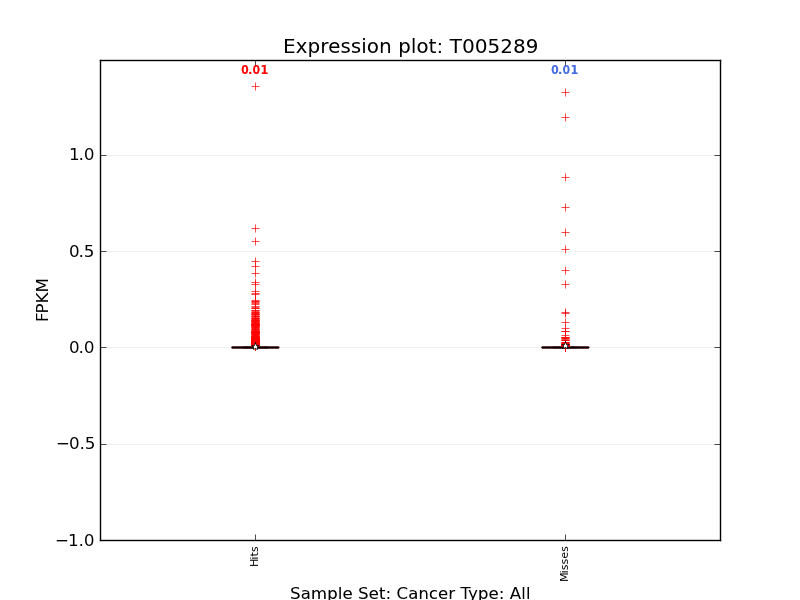 Expression plot: T005289
0.01
0.01
1.0
0.5
0.0
−0.5
−1.0
FPKM
Hits
Misses
Sample Set: Cancer Type: All